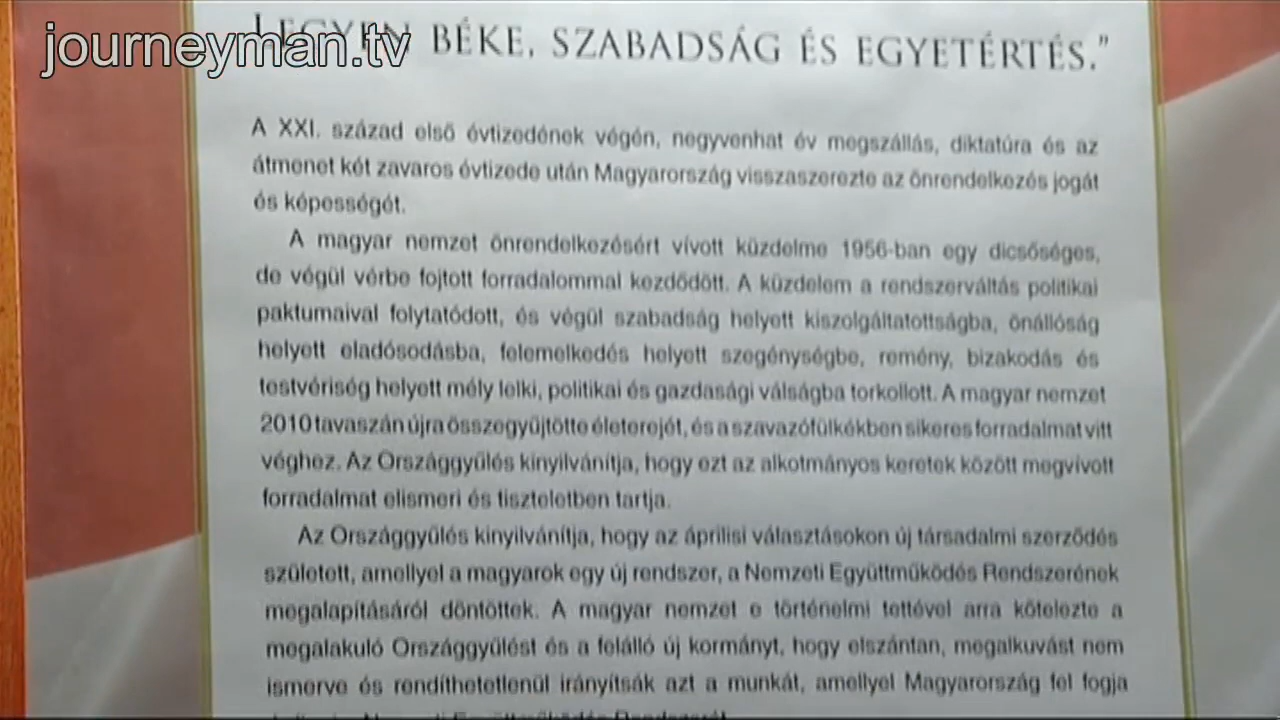 journeyman.tv
LEGYEN BÉKE, SZABADSÁG ÉS EGYETÉRTÉS.”
A XXI. század első évtizedének végén, negyvenhat év megszállás, diktatúra és az
átmenet két zavaros évtizede után Magyarország visszaszerezte az önrendelkezés jogát
és képességét.
A magyar nemzet önrendelkezésért vívott küzdelme 1956-ban egy dicsőséges,
de végül vérbe fojtott forradalommal kezdődött. A küzdelem a rendszerváltás politikai
paktumaival folytatódott, és végül szabadság helyett kiszolgáltatottságba, önállóság
helyett eladósodásba, felemelkedés helyett szegénységbe, remény, bizakodás és
testvériség helyett mély lelki, politikai és gazdasági válságba torkollott. A magyar nemzet
2010 tavaszán újra összegyűjtötte életerejét, és a szavazófülkékben sikeres forradalmat vitt
véghez. Az Országgyűlés kinyilvánítja, hogy ezt az alkotmányos keretek között megvívott
forradalmat elismeri és tiszteletben tartja.
Az Országgyűlés kinyilvánítja, hogy az áprilisi választásokon új társadalmi szerződés
született, amellyel a magyarok egy új rendszer, a Nemzeti Együttműködés Rendszerének
megalapításáról döntöttek. A magyar nemzet e történelmi tettével arra kötelezte a
megalakuló Országgyűlést és a felálló új kormányt, hogy elszántan, megalkuvást nem
ismerve és rendíthetetlenül irányítsák azt a munkát, amellyel Magyarország fel fogja
Nemzeti Együttműködés Rendszerét.